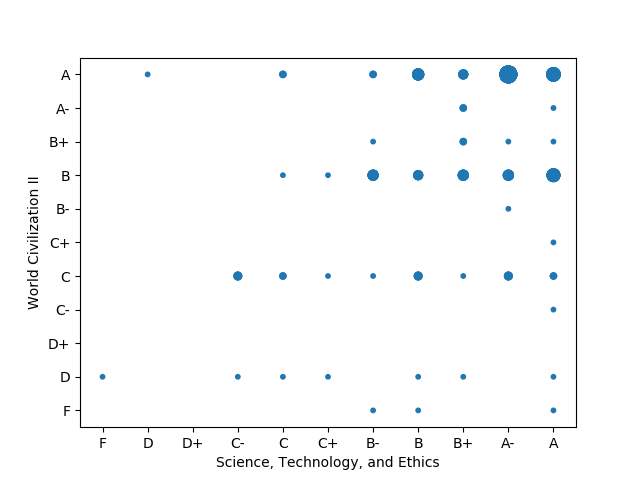 A
A-
B+
B
B-
C+
C
C-
D+
D
F
World Civilization II
F D D+ C- C C+ B- B B+ A- A
Science, Technology, and Ethics